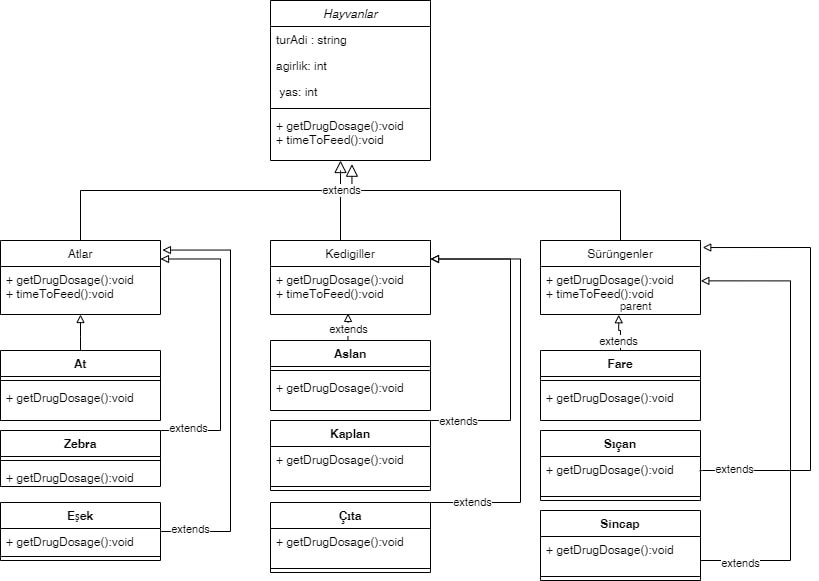 Hayvanlar
turAdi : string
agirlik: int
yas: int
+ getDrugDosage():void
+ timeToFeed():void
extends
Atlar
+ getDrugDosage():void
+ timeToFeed():void
Kedigiller
+ getDrugDosage():void
+ timeToFeed():void
Sürüngenler
+ getDrugDosage():void
+ timeToFeed():void
parent
extends
extends
At
+ getDrugDosage():void
Aslan
+ getDrugDosage():void
Fare
+ getDrugDosage():void
extends
Zebra
+ getDrugDosage():void
extends
Kaplan
+ getDrugDosage():void
Sıçan
+ getDrugDosage():void
extends
Eşek
+ getDrugDosage():void
extends
Çıta
+ getDrugDosage():void
extends
Sincap
+ getDrugDosage():void
extends